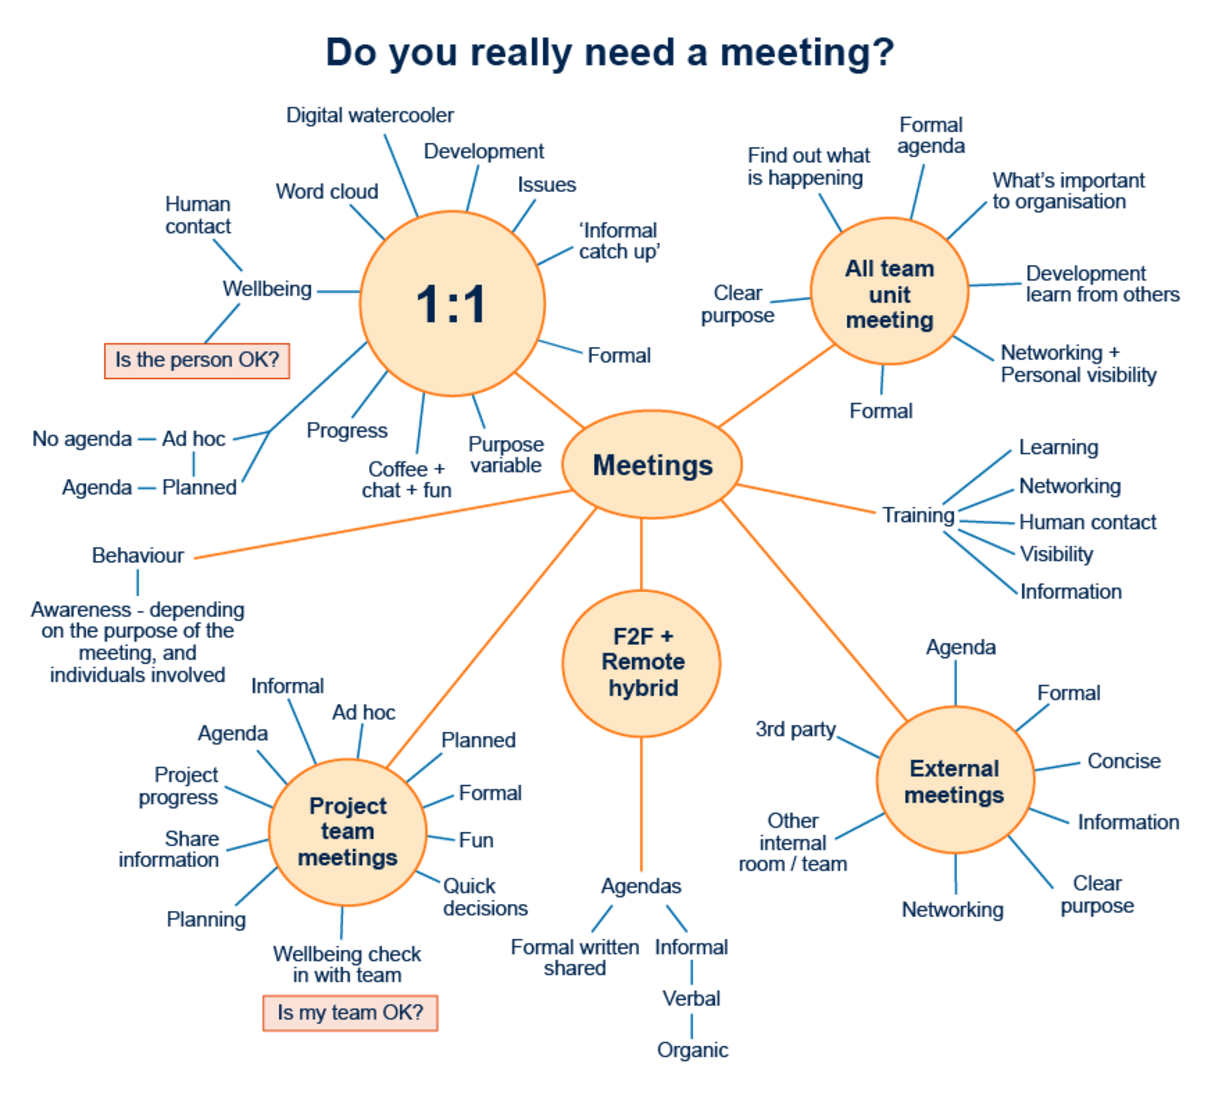 Do you really need a meeting?
Digital watercooler
Development
Word cloud
Issues
Human
contact
‘Informal
catch up’
Wellbeing
1:1
Is the person OK?
Formal
Progress
No agenda
Ad hoc
Agenda
Planned
Coffee +
chat + fun
Purpose
variable
Formal
agenda
Find out what
is happening
What’s important
to organisation
All team
unit
meeting
Development
learn from others
Clear
purpose
Networking +
Personal visibility
Formal
Meetings
Learning
Networking
Training
Human contact
Visibility
Information
Behaviour
Awareness - depending
on the purpose of the
meeting, and
individuals involved
F2F +
Remote
hybrid
Agendas
Formal written
shared
Informal
Verbal
Organic
Informal
Ad hoc
Agenda
Planned
Project
progress
Formal
Project
team
meetings
Share
information
Fun
Quick
decisions
Planning
Wellbeing check
in with team
Is my team OK?
Agenda
Formal
3rd party
Concise
External
meetings
Other
internal
room / team
Information
Clear
purpose
Networking